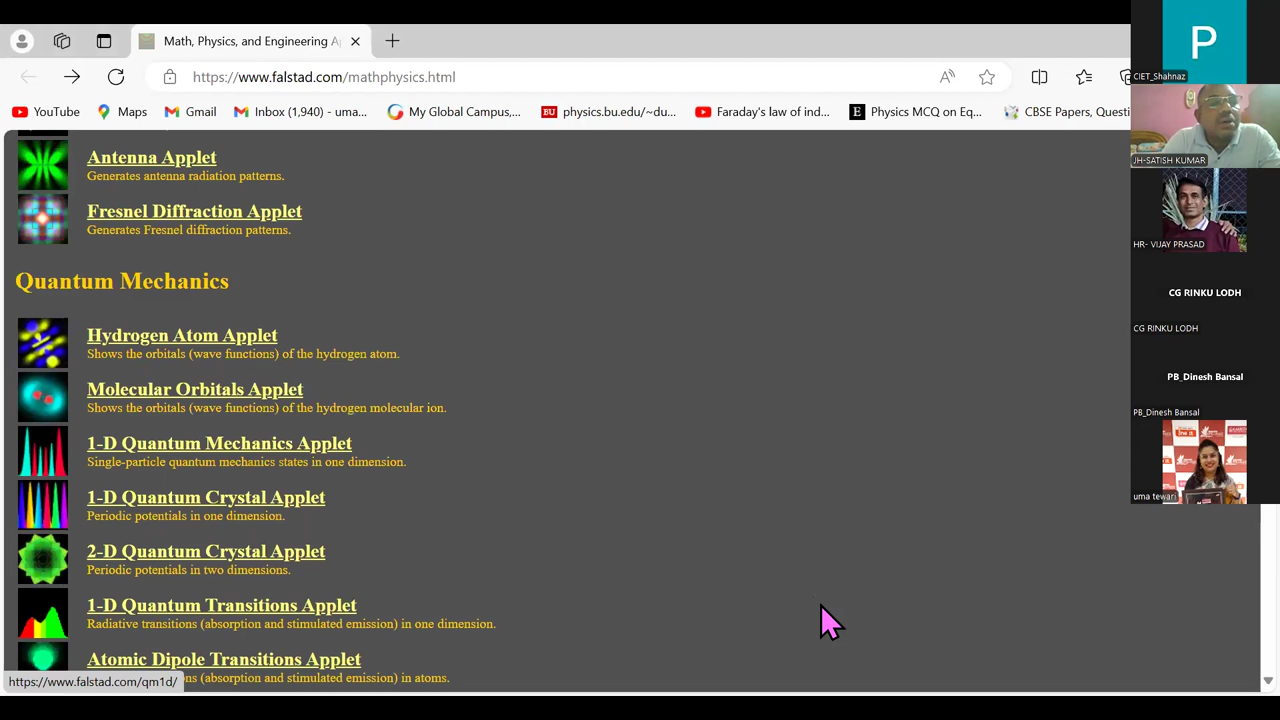 Math, Physics, and Engineering A
https://www.falstad.com/mathphysics.html
YouTube
Maps
Gmail
Inbox (1,940) - uma...
My Global Campus,...
BU
physics.bu.edu/~du...
Faraday's law of ind...
E
Physics MCQ on Eq...
CBSE Papers, Questi
Antenna Applet
Generates antenna radiation patterns.
Fresnel Diffraction Applet
Generates Fresnel diffraction patterns.
Quantum Mechanics
Hydrogen Atom Applet
Shows the orbitals (wave functions) of the hydrogen atom.
Molecular Orbitals Applet
Shows the orbitals (wave functions) of the hydrogen molecular ion.
1-D Quantum Mechanics Applet
Single-particle quantum mechanics states in one dimension.
1-D Quantum Crystal Applet
Periodic potentials in one dimension.
2-D Quantum Crystal Applet
Periodic potentials in two dimensions.
1-D Quantum Transitions Applet
Radiative transitions (absorption and stimulated emission) in one dimension.
Atomic Dipole Transitions Applet
ns (absorption and stimulated emission) in atoms.
https://www.falstad.com/qm1d/
P
CIET_Shahnaz
JH-SATISH KUMAR
HR- VIJAY PRASAD
CG RINKU LODH
CG RINKU LODH
PB_Dinesh Bansal
PB_Dinesh Bansal
uma tewari